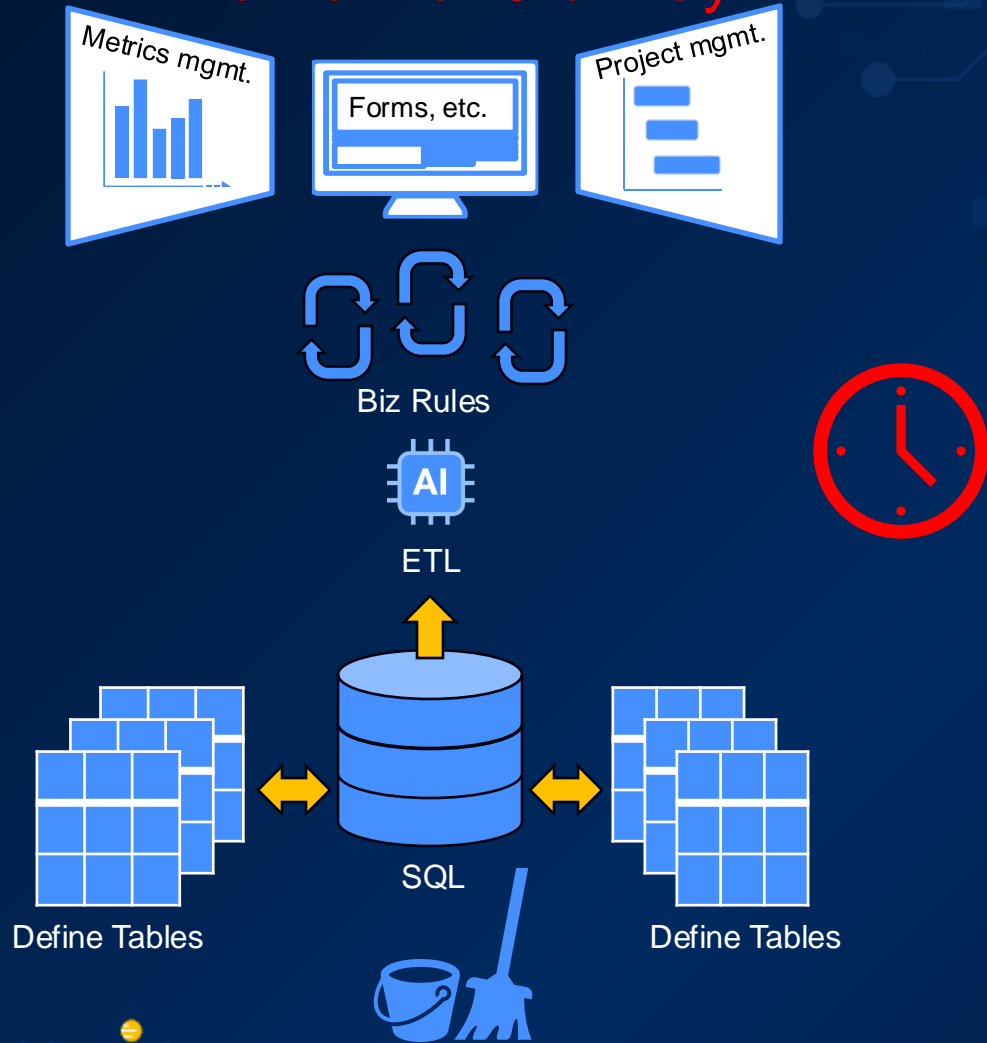 Metrics mgmt.
Forms, etc.
Project mgmt.
Biz Rules
AI
ETL
SQL
Define Tables
Define Tables